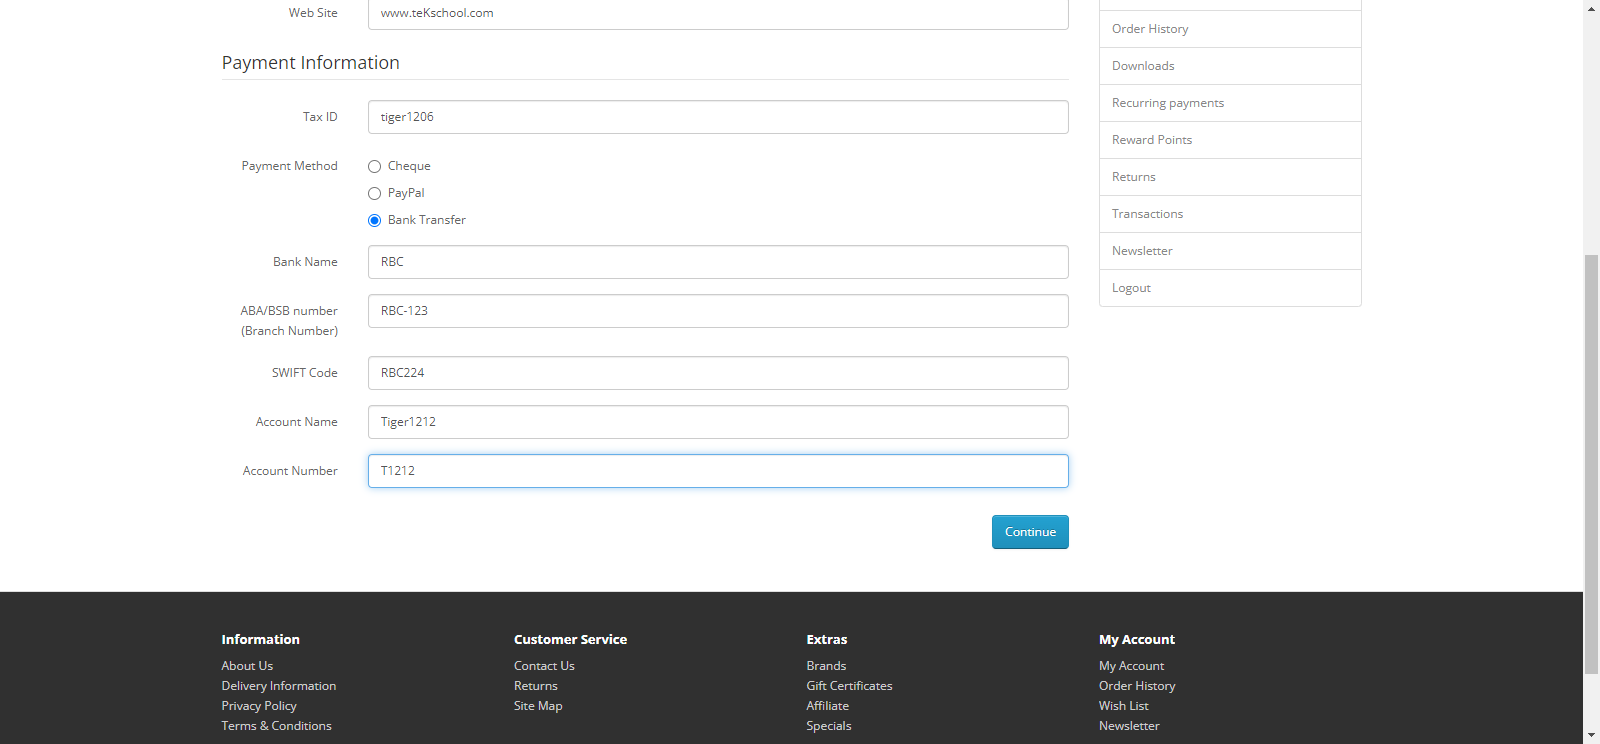 Web Site
www.teKschool.com
Payment Information
Tax ID
tiger1206
Payment Method
Cheque
PayPal
Bank Transfer
Bank Name
RBC
ABA/BSB number
(Branch Number)
RBC-123
SWIFT Code
RBC224
Account Name
Tiger1212
Account Number
T1212
Continue
Order History
Downloads
Recurring payments
Reward Points
Returns
Transactions
Newsletter
Logout
Information
About Us
Delivery Information
Privacy Policy
Terms & Conditions
Customer Service
Contact Us
Returns
Site Map
Extras
Brands
Gift Certificates
Affiliate
Specials
My Account
My Account
Order History
Wish List
Newsletter